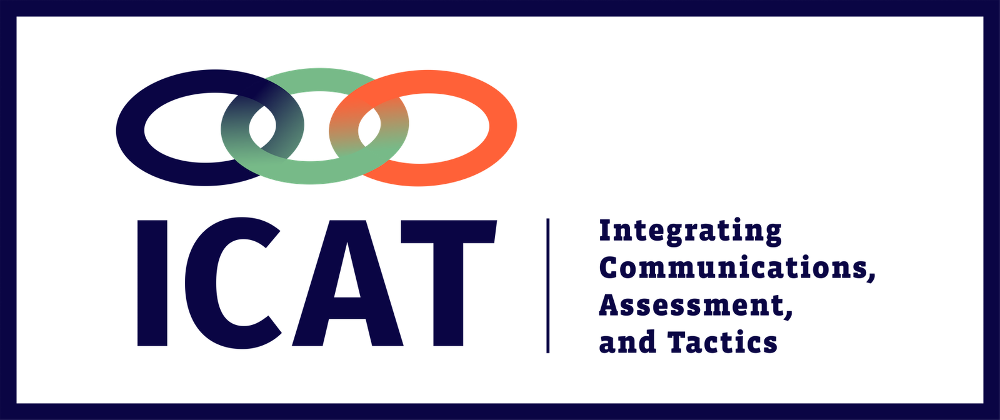 ICAT
Integrating
Communications,
Assessment,
and Tactics